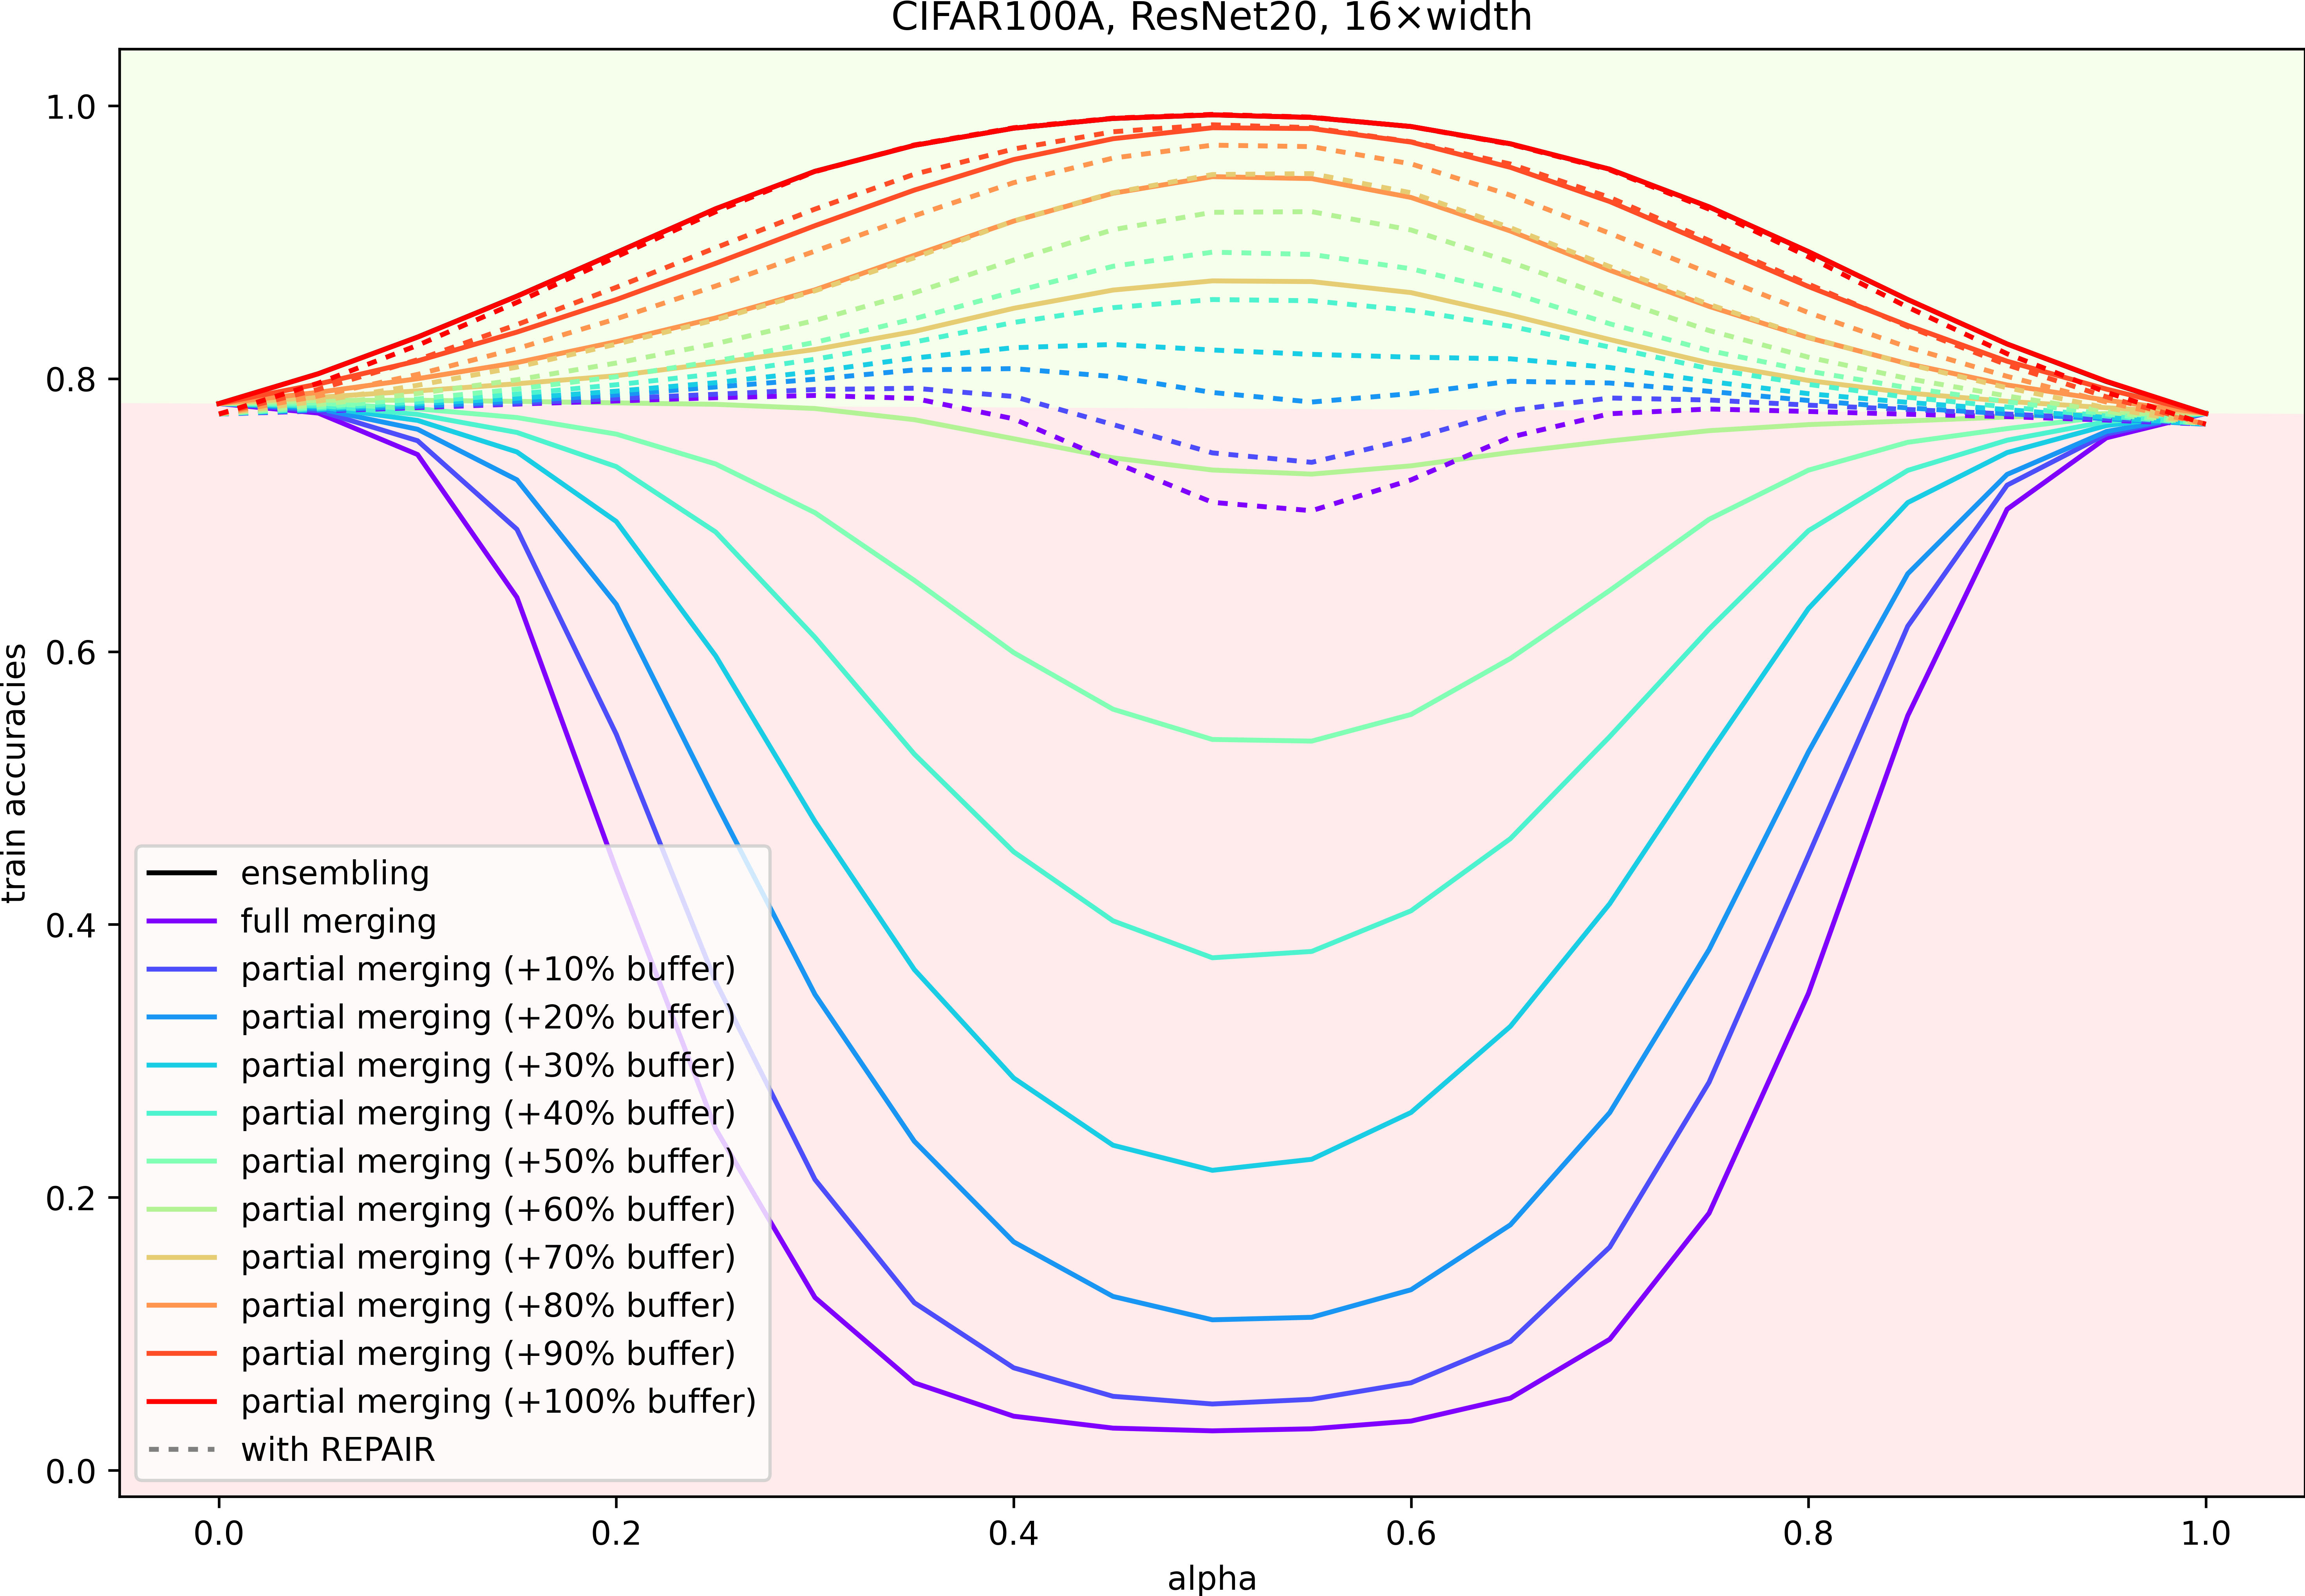 CIFAR100A, ResNet20, 16×width
train accuracies
1.0
0.8
0.6
0.4
0.2
0.0
ensembling
full merging
partial merging (+10% buffer)
partial merging (+20% buffer)
partial merging (+30% buffer)
partial merging (+40% buffer)
partial merging (+50% buffer)
partial merging (+60% buffer)
partial merging (+70% buffer)
partial merging (+80% buffer)
partial merging (+90% buffer)
partial merging (+100% buffer)
with REPAIR
0.0 0.2 0.4 0.6 0.8 1.0
alpha